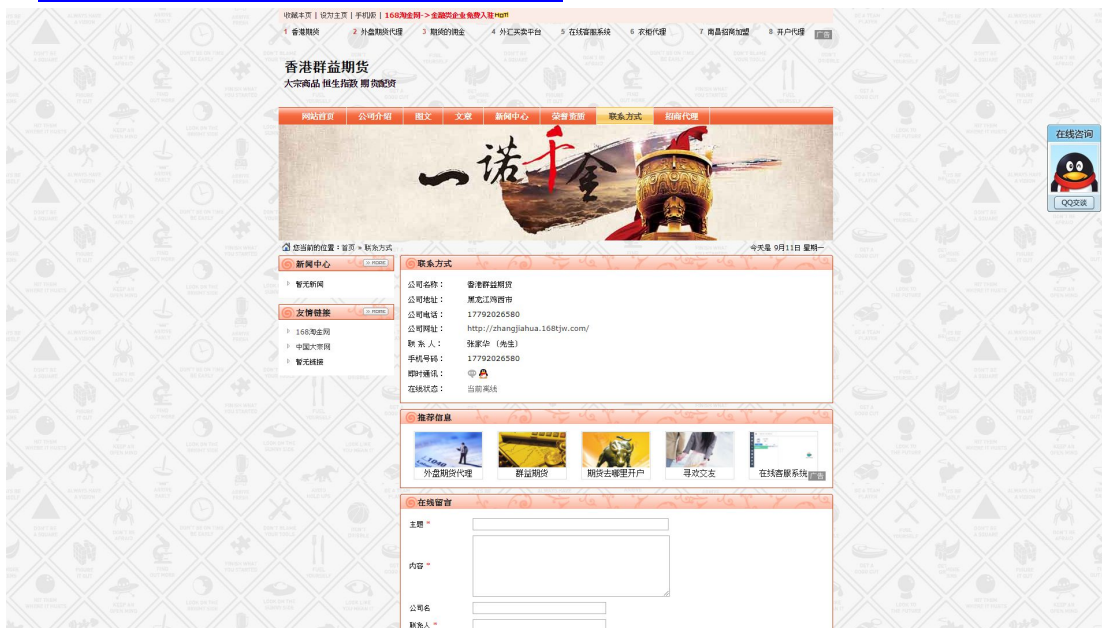 收藏本页 | 设为主页 | 手机版 | 168淘金网->金融类企业免费入驻HOT!
1 香港期货 2 外盘期货代理 3 期货的佣金 4 外汇买卖平台 5 在线客服系统 6 衣柜代理 7 南昌招商加盟 8 开户代理 广告
香港群益期货
大宗商品 恒生指数 期货配资
网站首页 公司介绍 图文 文章 新闻中心 荣誉资质 联系方式 招商代理
一诺千金
在线咨询
QQ交谈
您当前的位置：首页 » 联系方式 今天是 9月11日 星期一
新闻中心 MORE
暂无新闻
友情链接 MORE
168淘金网
中国大宗网
暂无链接
联系方式
公司名称： 香港群益期货
公司地址： 黑龙江鸡西市
公司电话： 17792026580
公司网址： http://zhangjiahua.168tjw.com/
联 系 人： 张家华 （先生）
手机号码： 17792026580
即时通讯：
在线状态： 当前离线
推荐信息
外盘期货代理 群益期货 期货去哪里开户 寻欢交友 在线客服系统 广告
在线留言
主题 *
内容 *
公司名
联系人 *